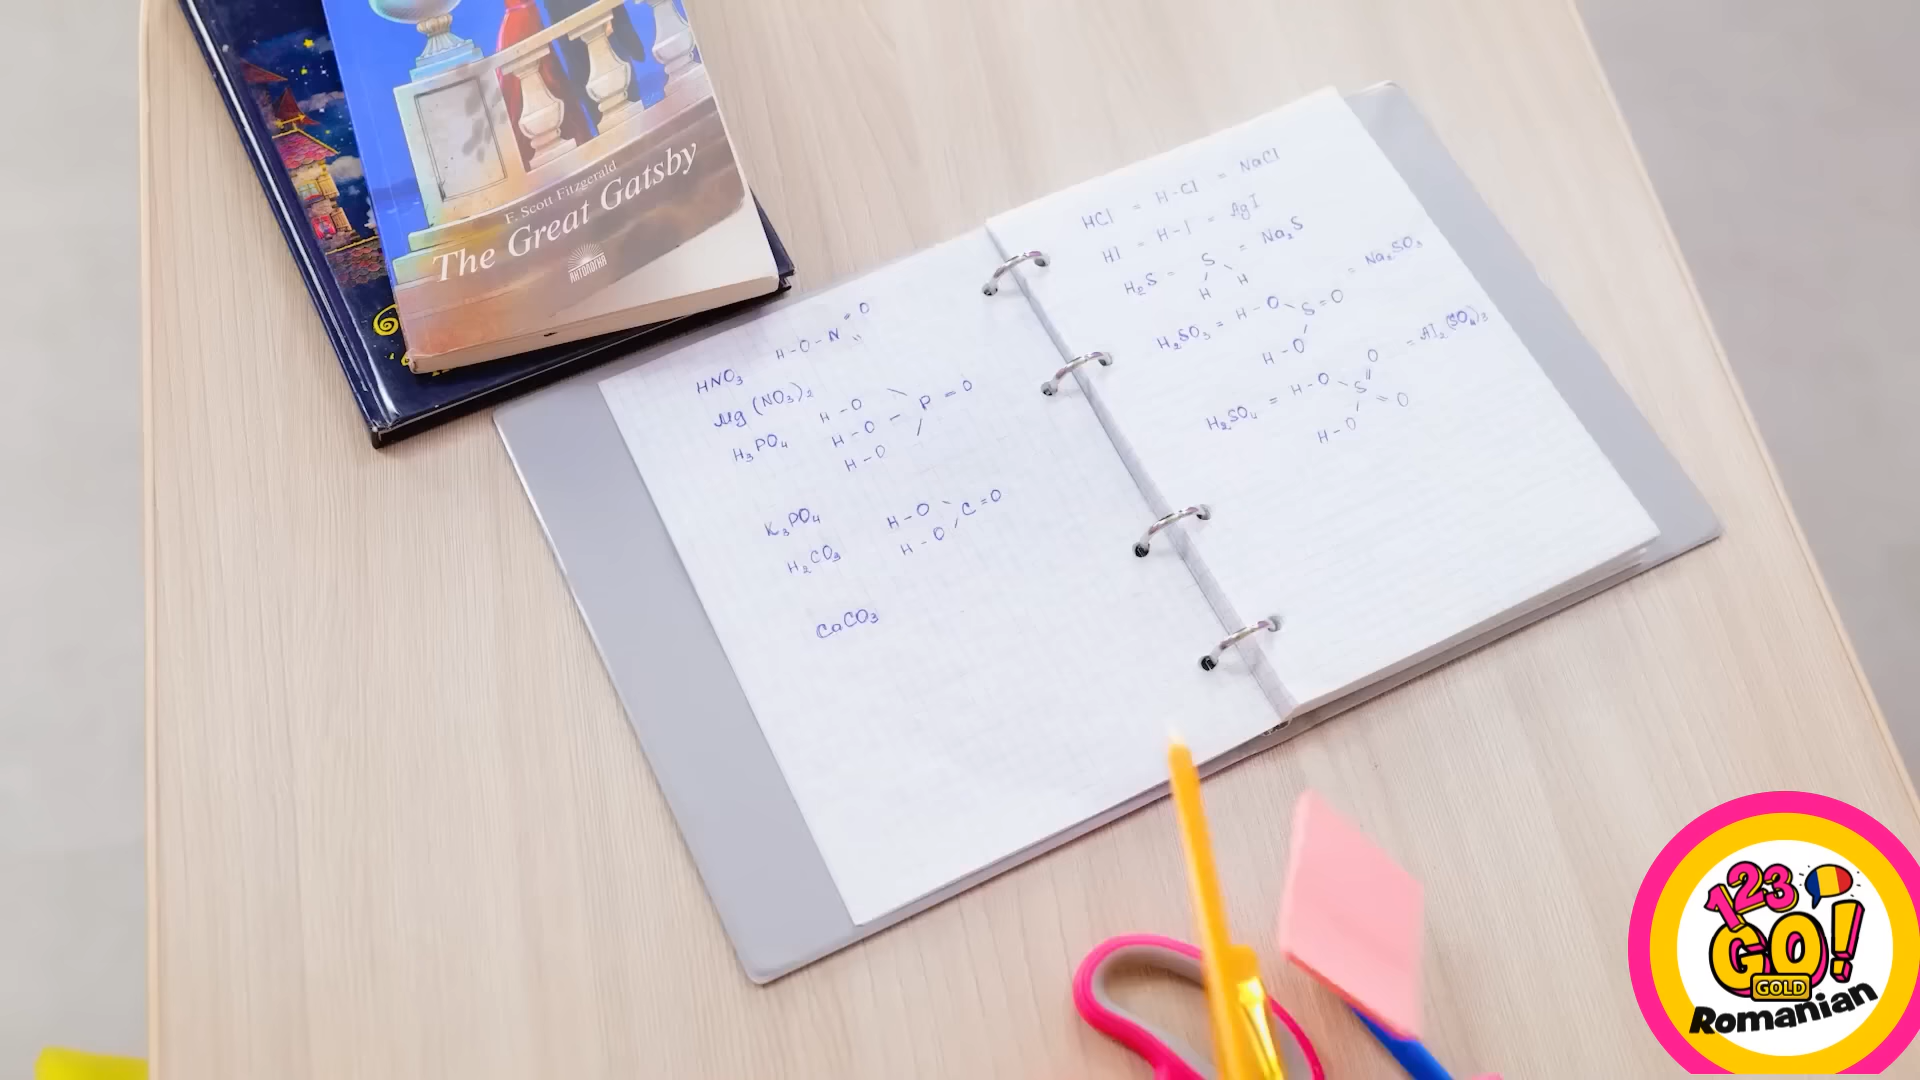 F. Scott Fitzgerald
The Great Gatsby
АНТОЛОГІЯ
H-O-N=O
HNO3
Mg(NO3)2
H3PO4
H-O
H-O-P=O
H-O
K3PO4
H2CO3
H-O
C=O
H-O
CaCO3
HCl = H-Cl = NaCl
HI = H-I = AgI
H2S = S = Na2S
H H
H2SO3 = H-O-S=O = Na2SO3
H-O
H2SO4 = H-O-S=O = Al2(SO4)3
O
H-O
123
GO!
GOLD
Romanian